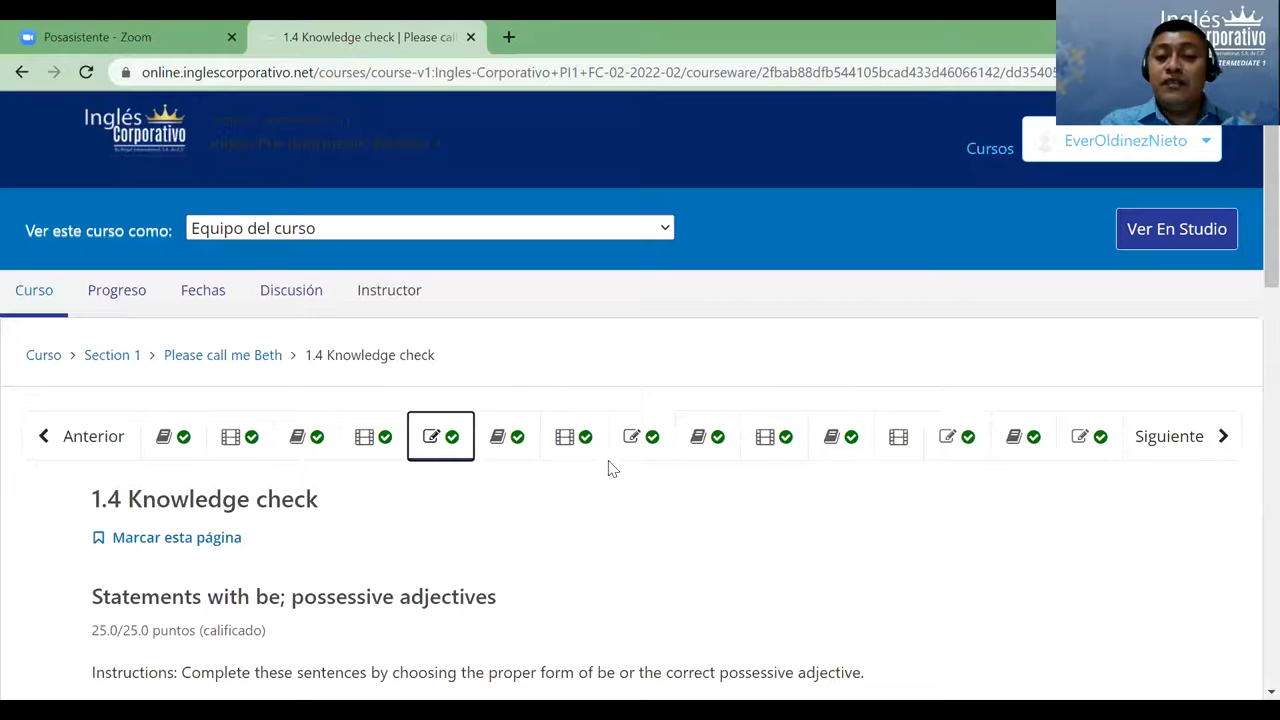 Posasistente - Zoom
1.4 Knowledge check | Please cal
Inglés
online.inglescorporativo.net/courses/course-v1:Ingles-Corporativo+PI1+FC-02-2022-02/courseware/2fbab88dfb544105bcad433d46066142/dd3540
Inglés
Corporativo
Cursos
EverOldinezNieto
Ver este curso como:
Equipo del curso
Ver En Studio
Curso
Progreso
Fechas
Discusión
Instructor
Curso > Section 1 > Please call me Beth > 1.4 Knowledge check
Anterior
Siguiente
1.4 Knowledge check
Marcar esta página
Statements with be; possessive adjectives
25.0/25.0 puntos (calificado)
Instructions: Complete these sentences by choosing the proper form of be or the correct possessive adjective.